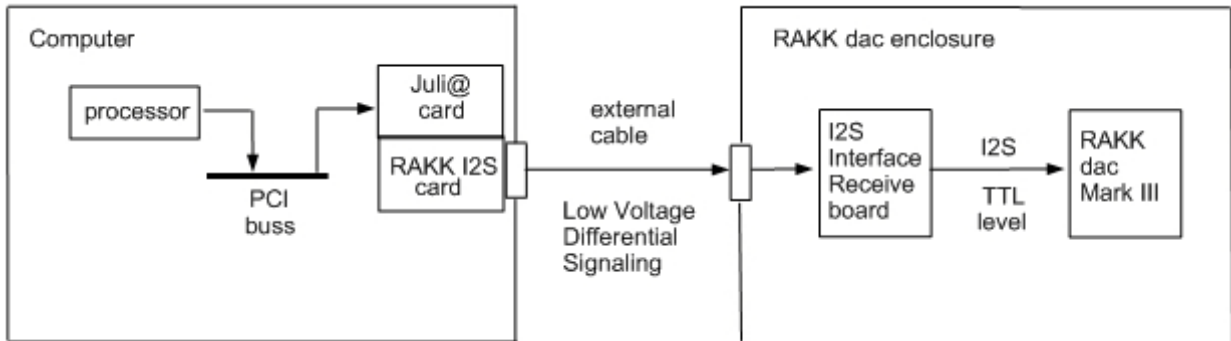 Computer
processor
PCI
buss
Juli@
card
RAKK I2S
card
external
cable
Low Voltage
Differential
Signaling
RAKK dac enclosure
I2S
Interface
Receive
board
I2S
TTL
level
RAKK
dac
Mark III